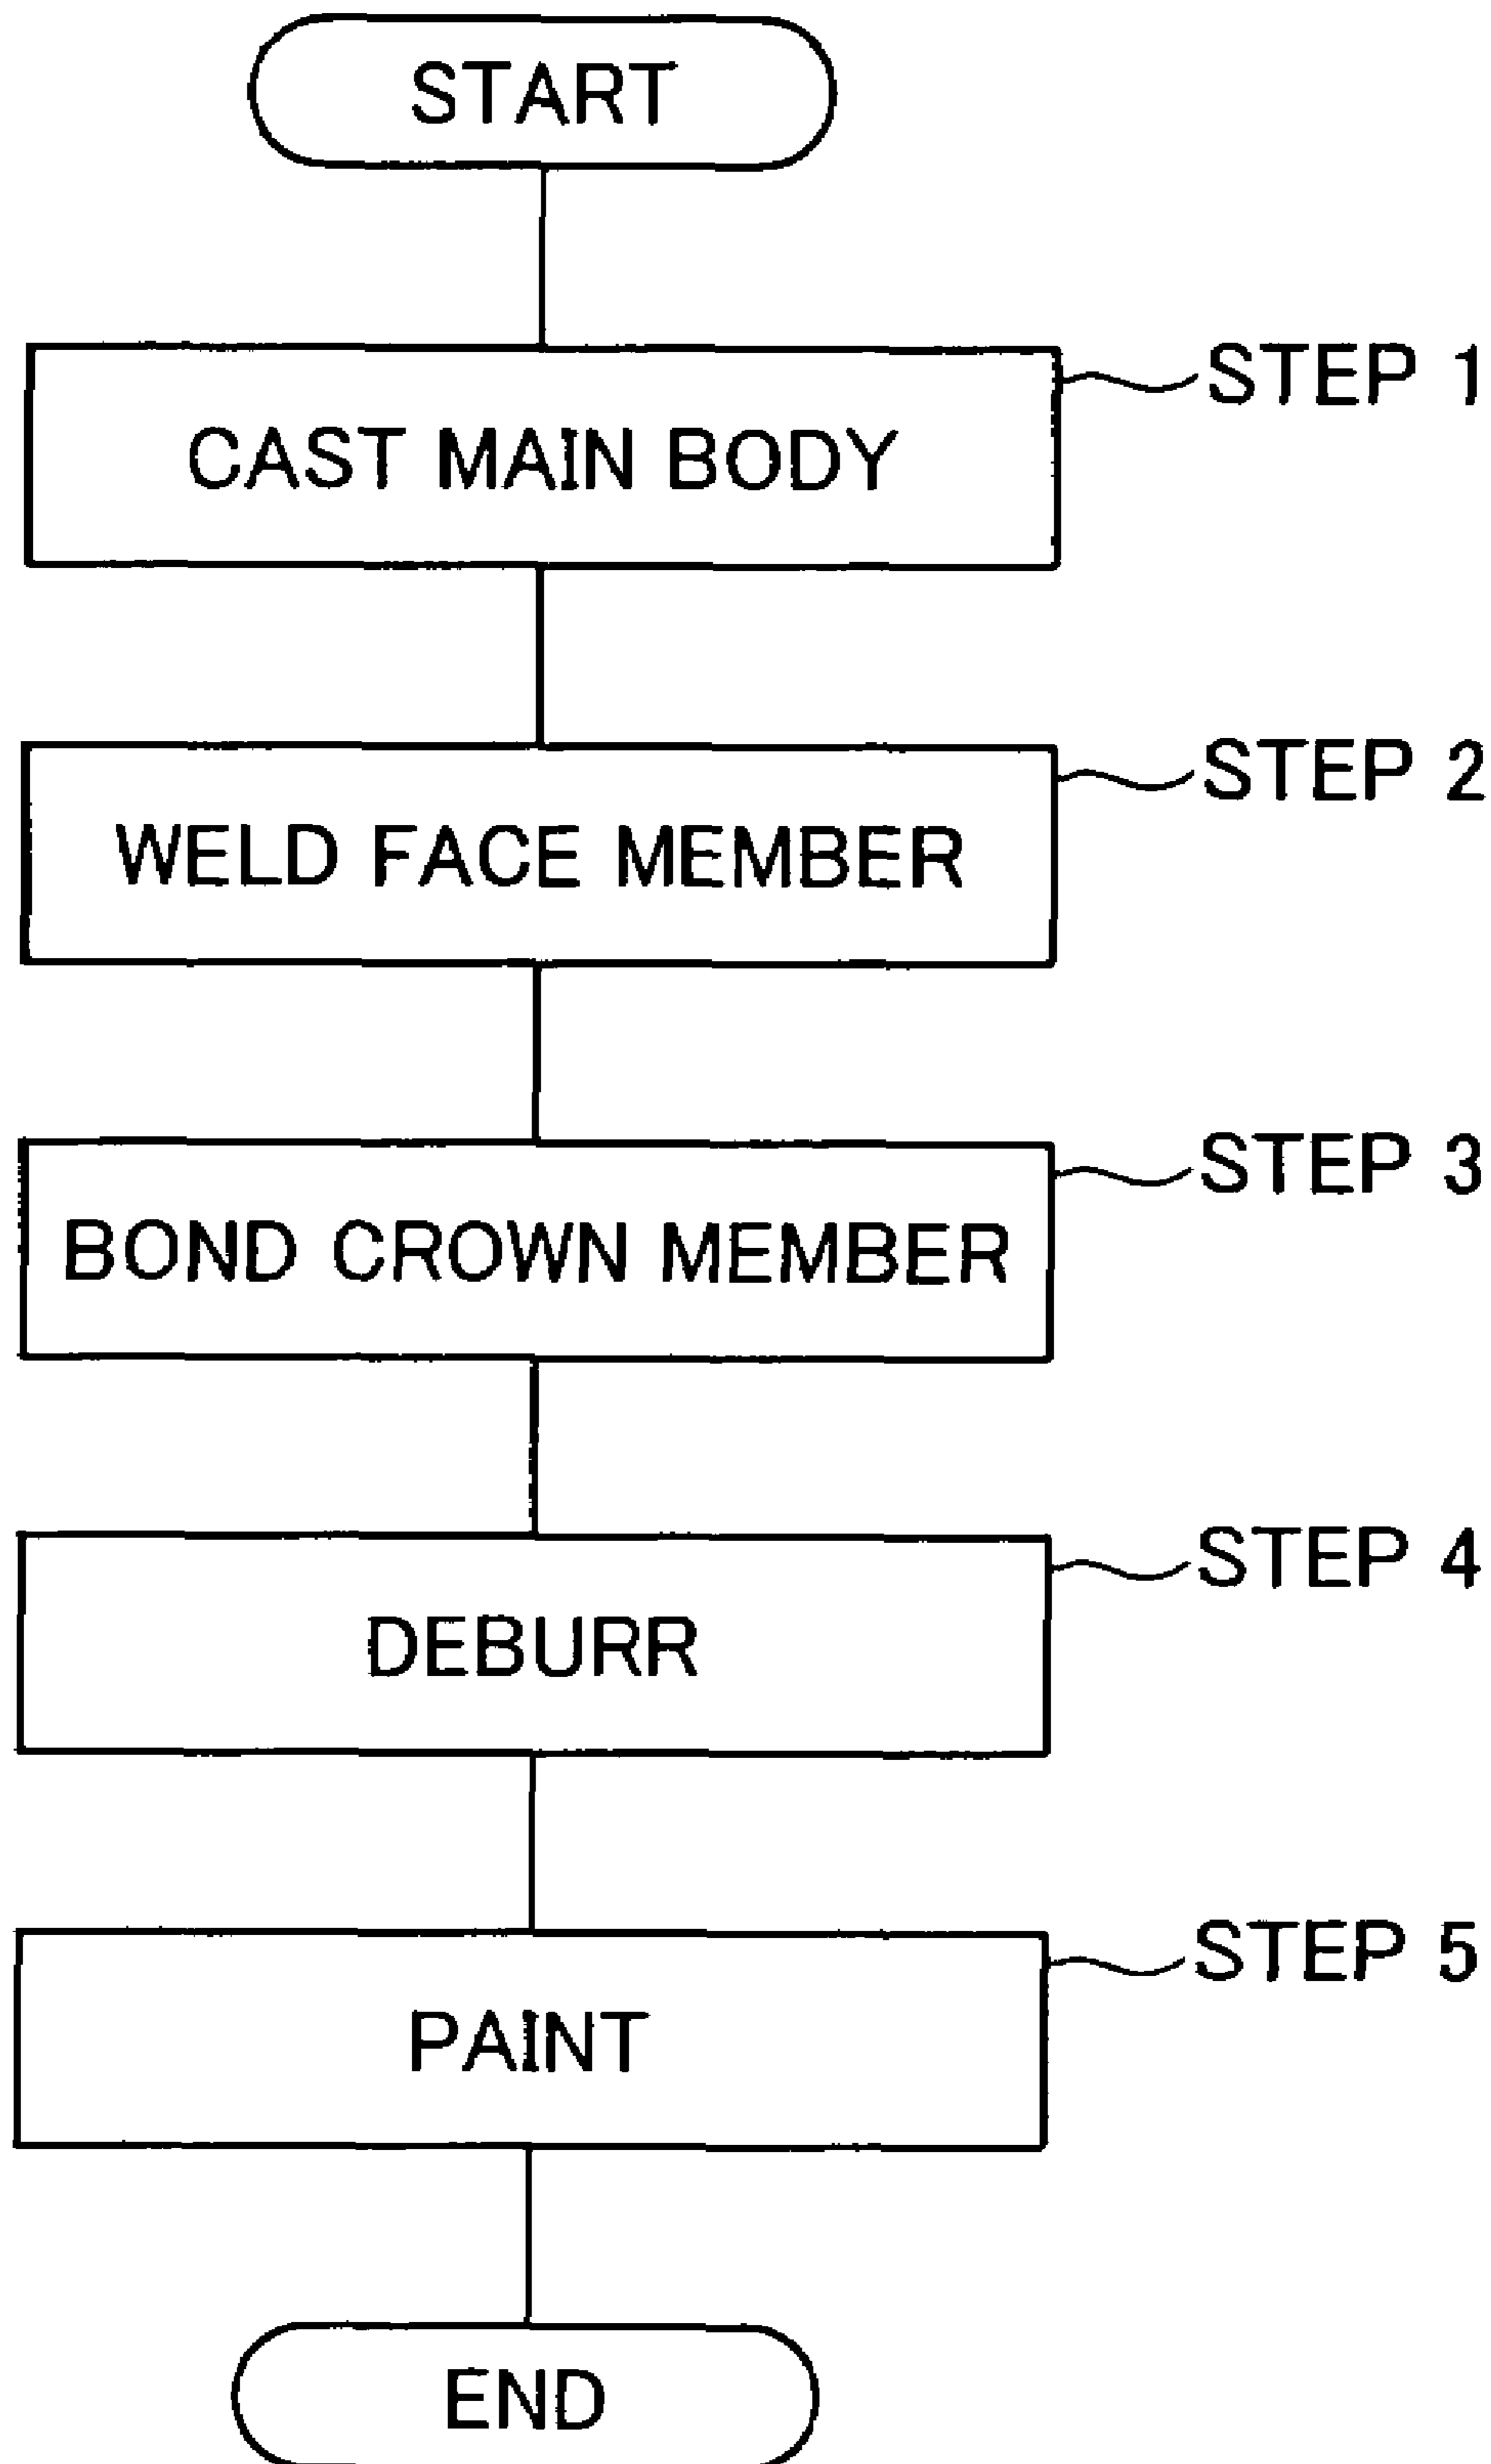 START
STEP 1
CAST MAIN BODY
STEP 2
WELD FACE MEMBER
STEP 3
BOND CROWN MEMBER
STEP 4
DEBURR
STEP 5
PAINT
END